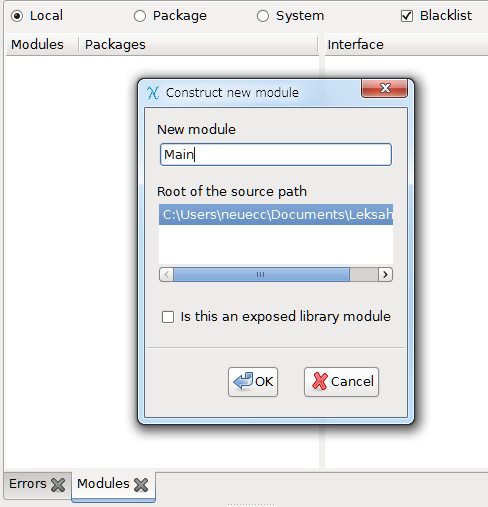 Local Package System Blacklist
Modules Packages Interface
Construct new module
New module
Main
Root of the source path
C:\Users\neuecc\Documents\Leksah
Is this an exposed library module
OK Cancel
Errors Modules